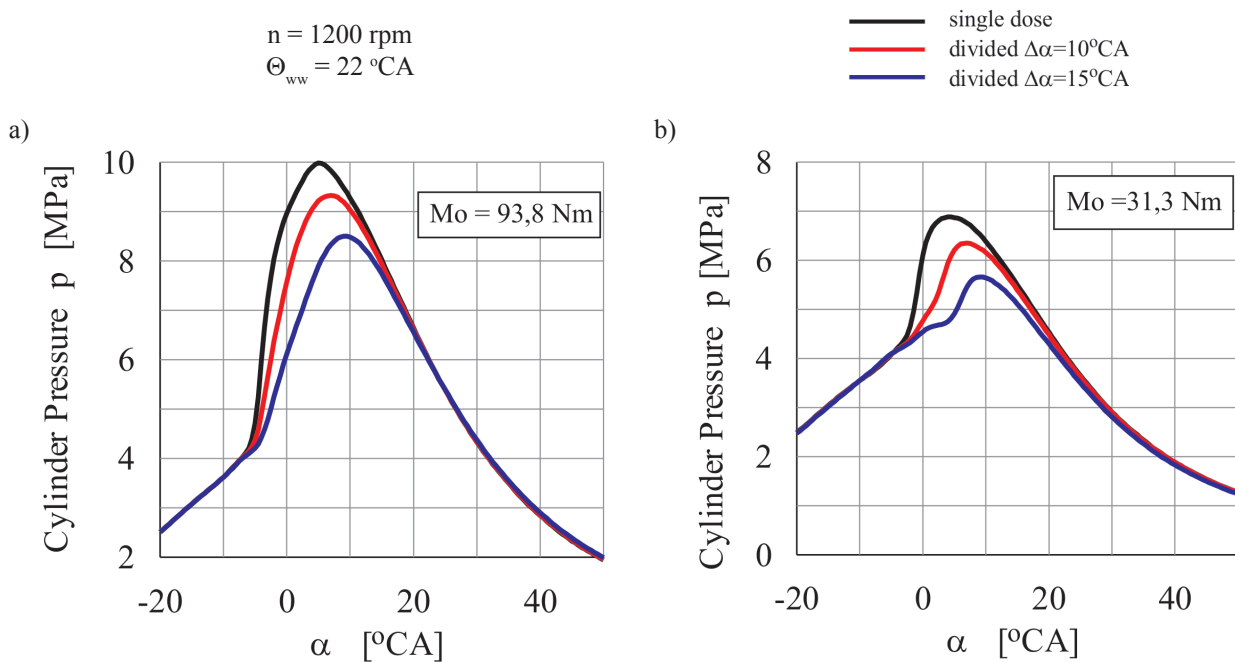 n = 1200 rpm
Θww = 22 °CA
single dose
divided Δα=10°CA
divided Δα=15°CA
a)
Cylinder Pressure p [MPa]
10
8
6
4
2
Mo = 93,8 Nm
-20 0 20 40
α [°CA]
b)
Cylinder Pressure p [MPa]
8
6
4
2
0
Mo =31,3 Nm
-20 0 20 40
α [°CA]